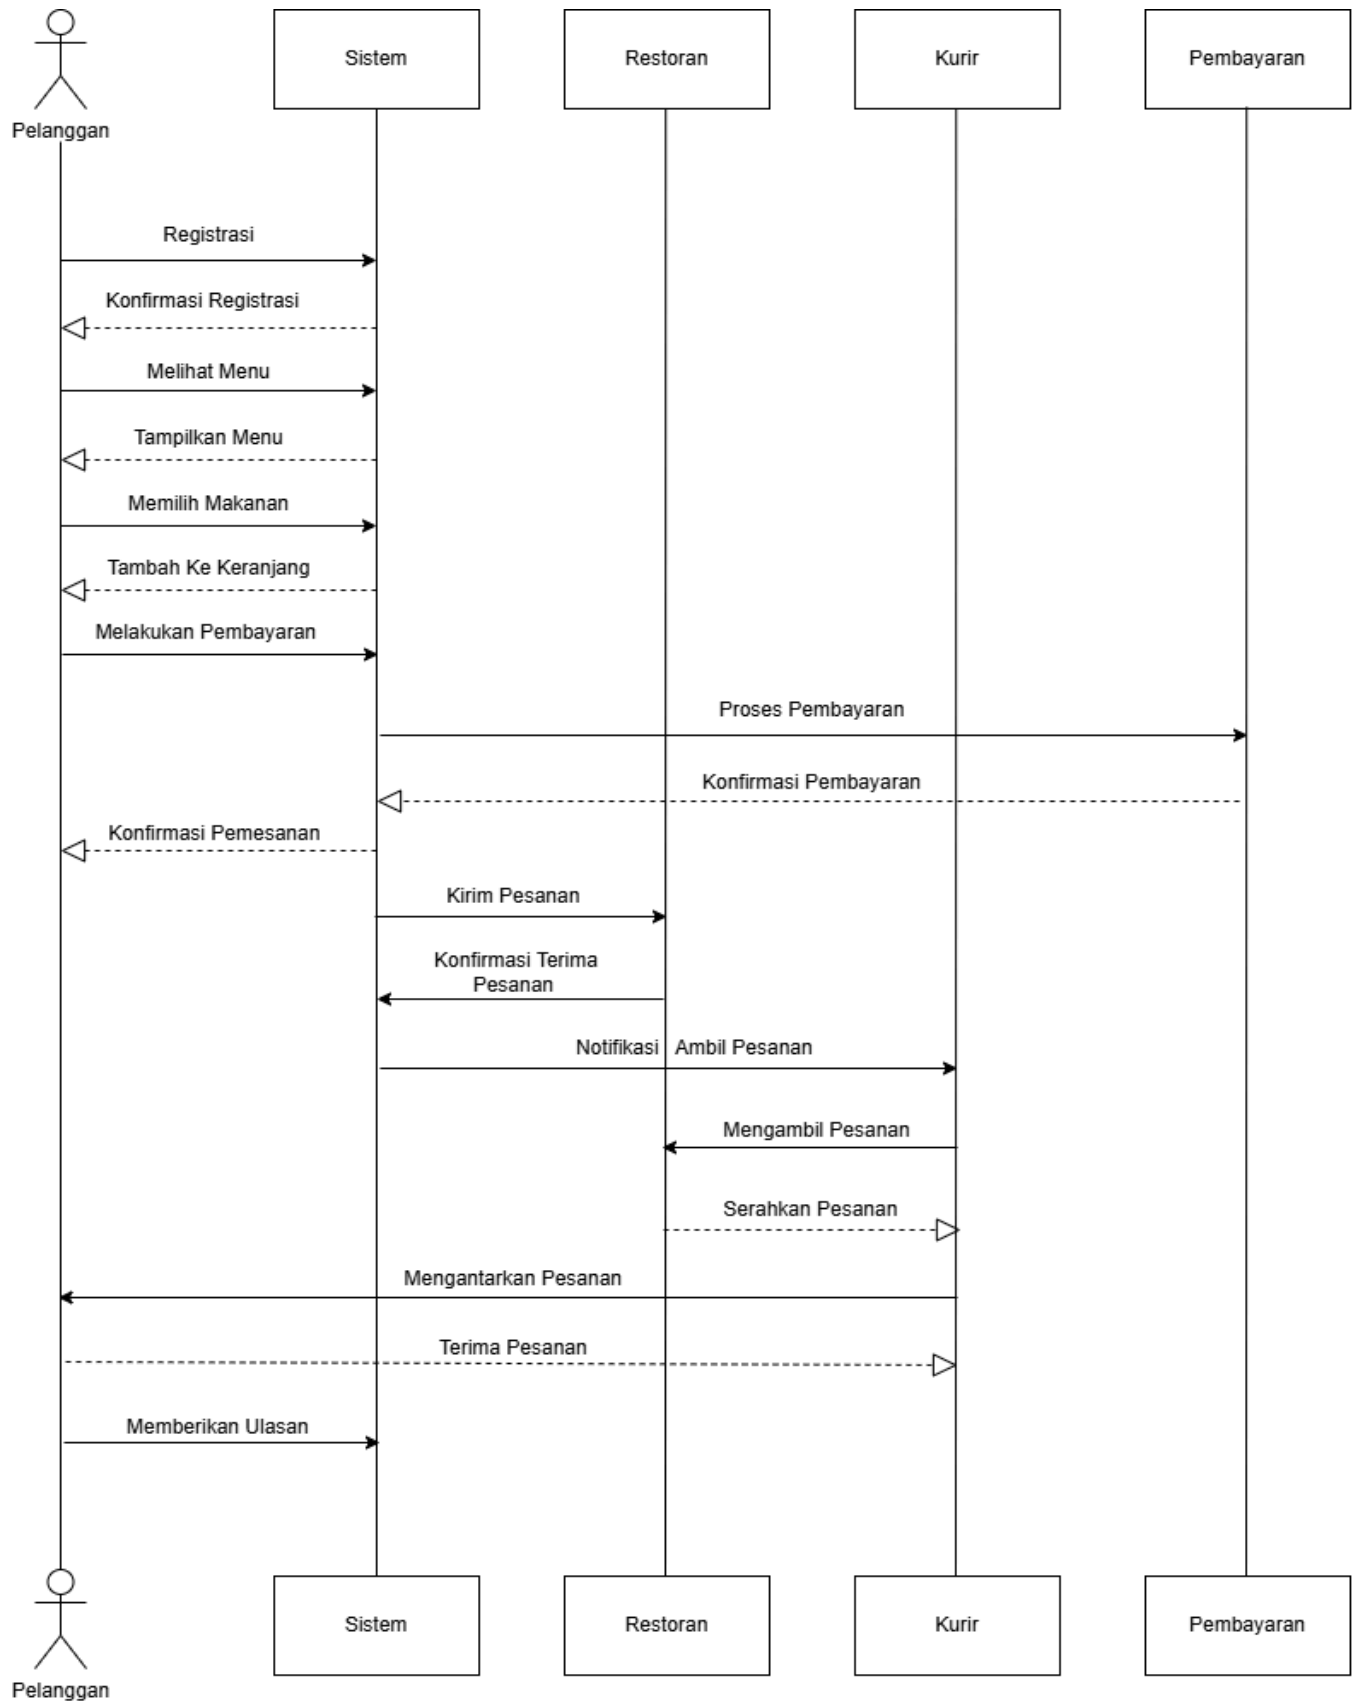 Pelanggan
Sistem
Restoran
Kurir
Pembayaran
Registrasi
Konfirmasi Registrasi
Melihat Menu
Tampilkan Menu
Memilih Makanan
Tambah Ke Keranjang
Melakukan Pembayaran
Proses Pembayaran
Konfirmasi Pembayaran
Konfirmasi Pemesanan
Kirim Pesanan
Konfirmasi Terima
Pesanan
Notifikasi Ambil Pesanan
Mengambil Pesanan
Serahkan Pesanan
Mengantarkan Pesanan
Terima Pesanan
Memberikan Ulasan
Pelanggan
Sistem
Restoran
Kurir
Pembayaran